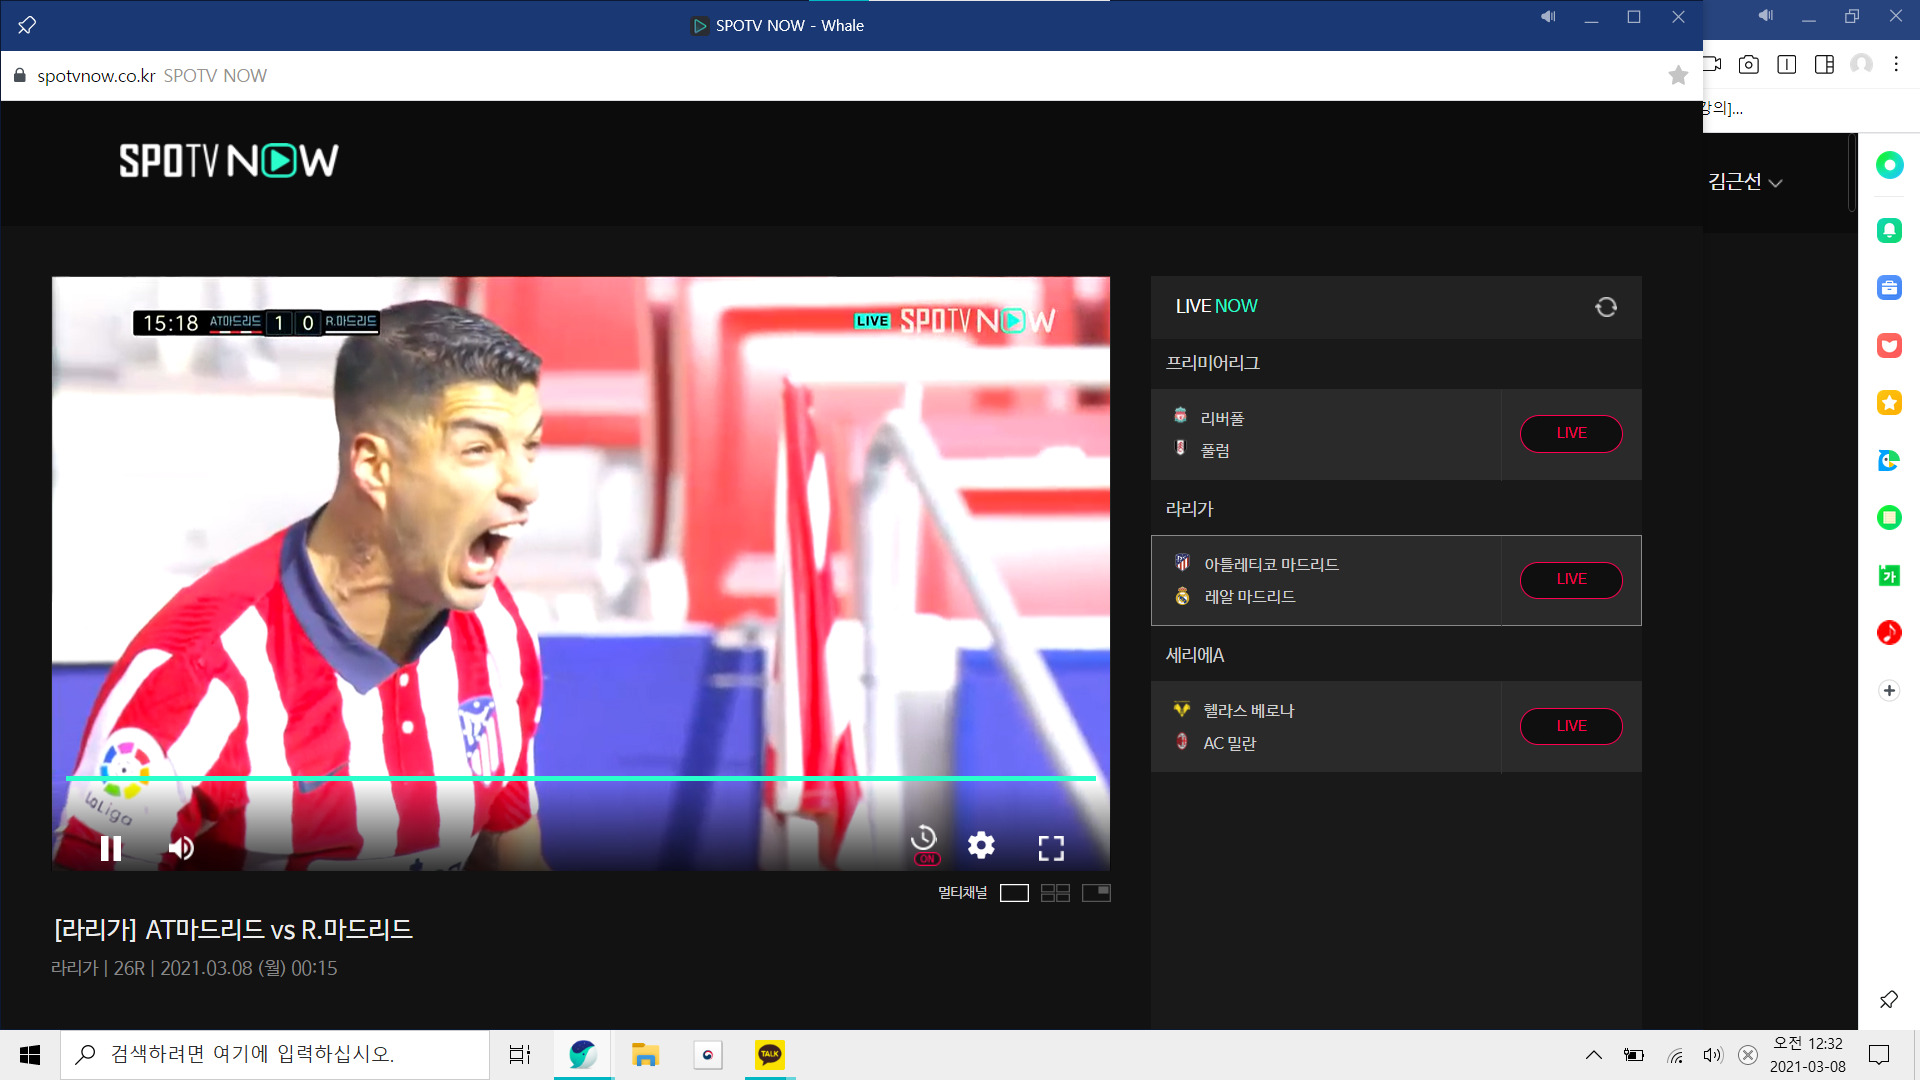 SPOTV NOW - Whale
spotvnow.co.kr SPOTV NOW
강의]...
SPOTV NOW
김근선
15:18 AT마드리드 1 0 R.마드리드
LIVE SPOTV NOW
LaLiga
ON
멀티채널
[라리가] AT마드리드 vs R.마드리드
라리가 | 26R | 2021.03.08 (월) 00:15
LIVE NOW
프리미어리그
리버풀
풀럼
LIVE
라리가
아틀레티코 마드리드
레알 마드리드
LIVE
세리에A
헬라스 베로나
AC 밀란
LIVE
가
검색하려면 여기에 입력하십시오.
TALK
오전 12:32
2021-03-08